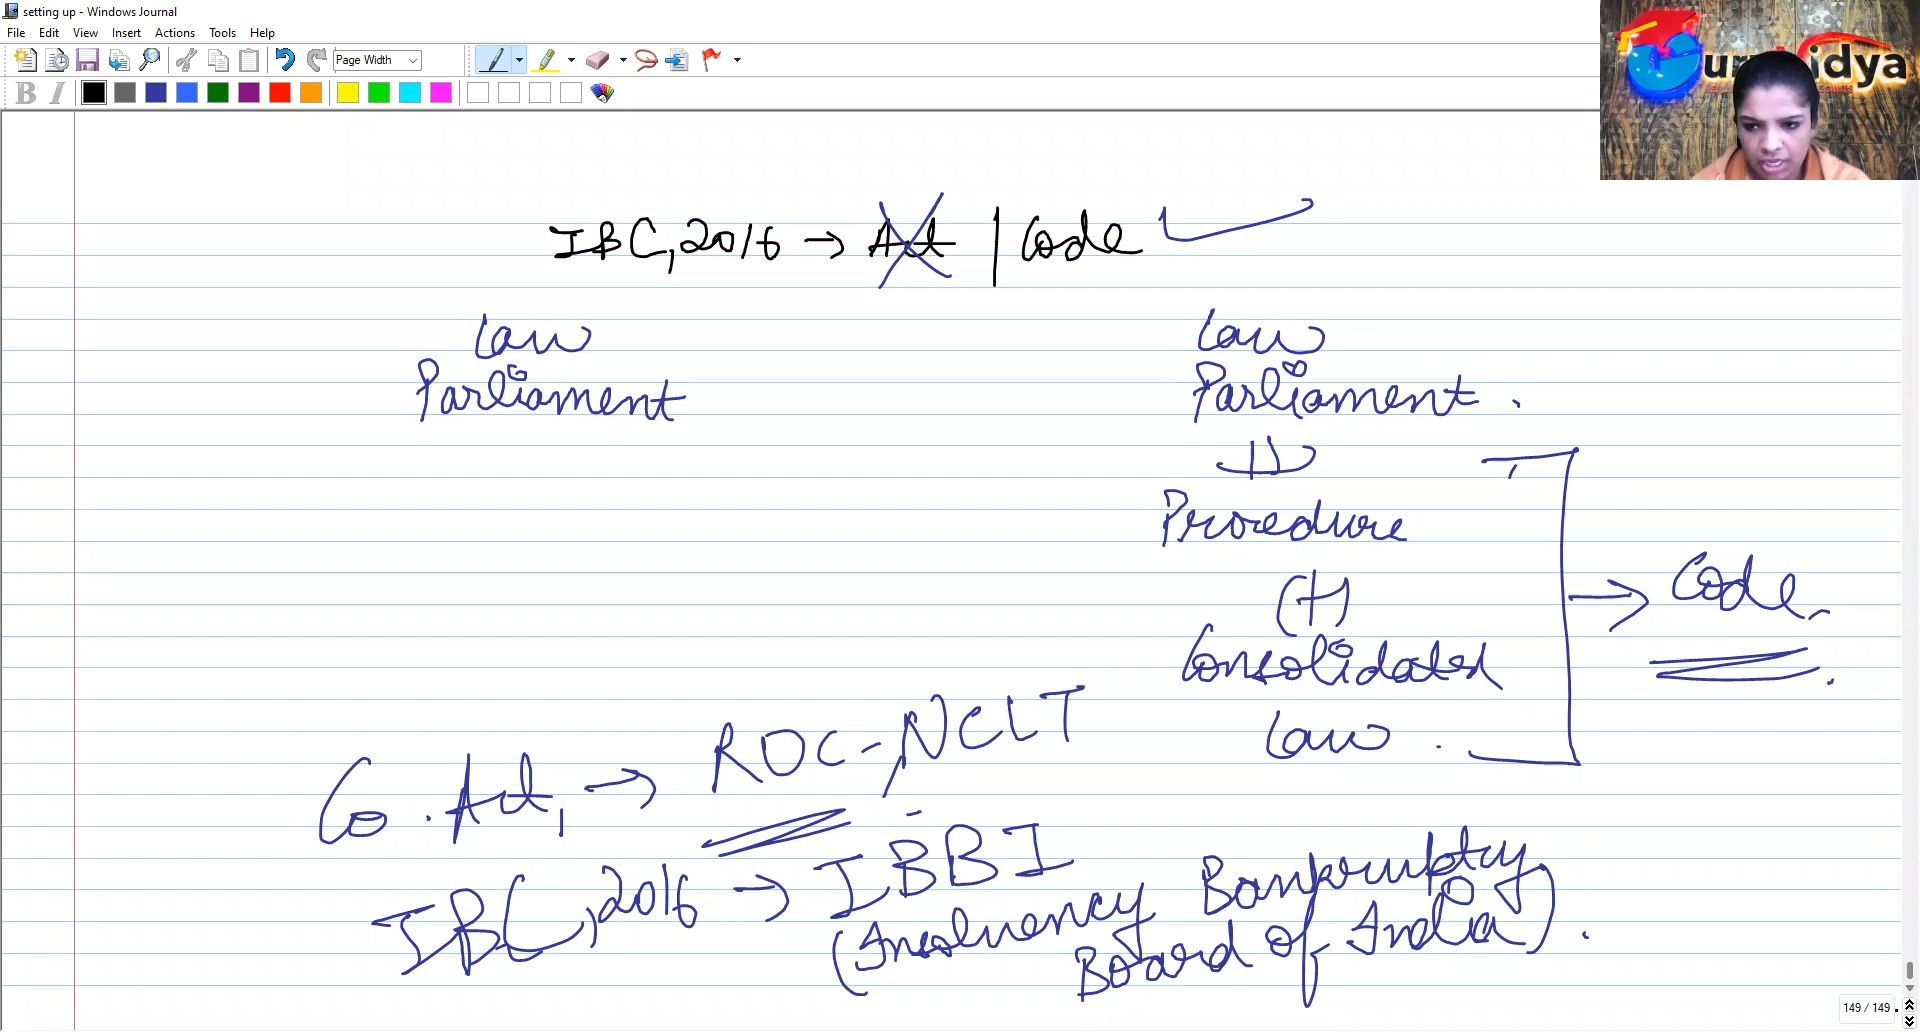 setting up - Windows Journal
File Edit View Insert Actions Tools Help
Page Width
B I
IBC, 2016 → Act | Code
Law
Parliament
Law
Parliament.
Procedure
(+)
Consolidated
Law.
→ Code.
Co. Act, → ROC - NCLT
IBC, 2016 → IBBI
(Insolvency Bankruptcy
Board of India).
149 / 149